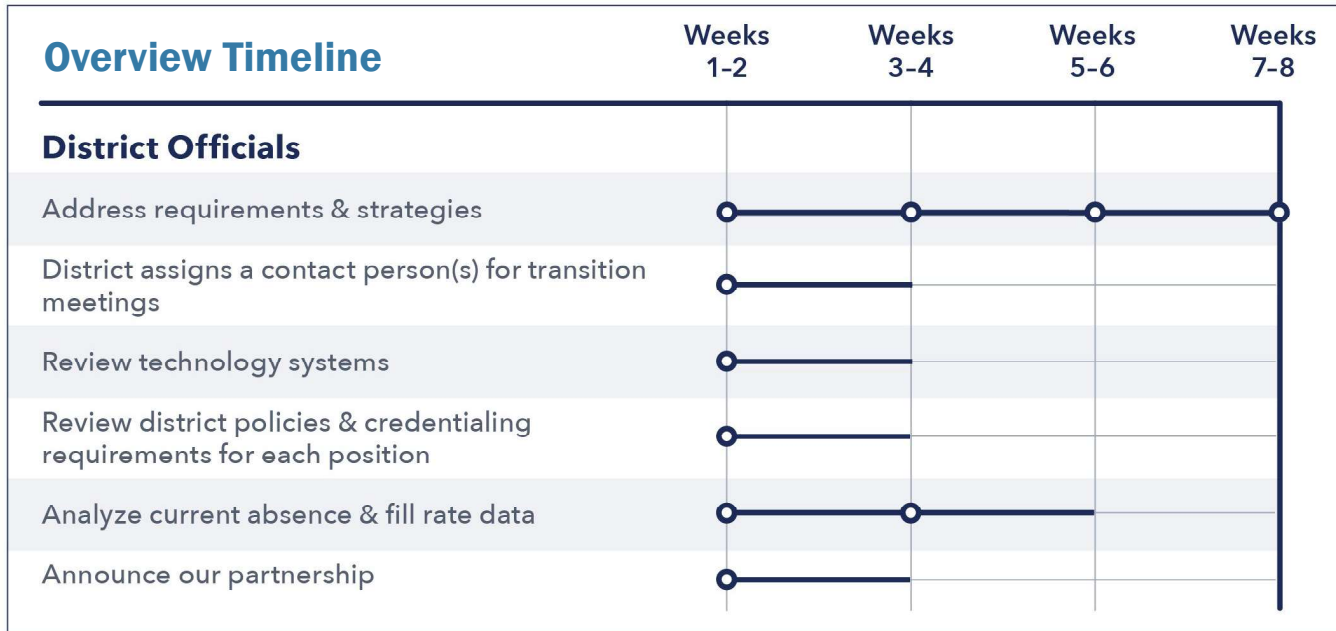 Overview Timeline
Weeks
1–2
Weeks
3–4
Weeks
5–6
Weeks
7–8
District Officials
Address requirements & strategies
District assigns a contact person(s) for transition
meetings
Review technology systems
Review district policies & credentialing
requirements for each position
Analyze current absence & fill rate data
Announce our partnership